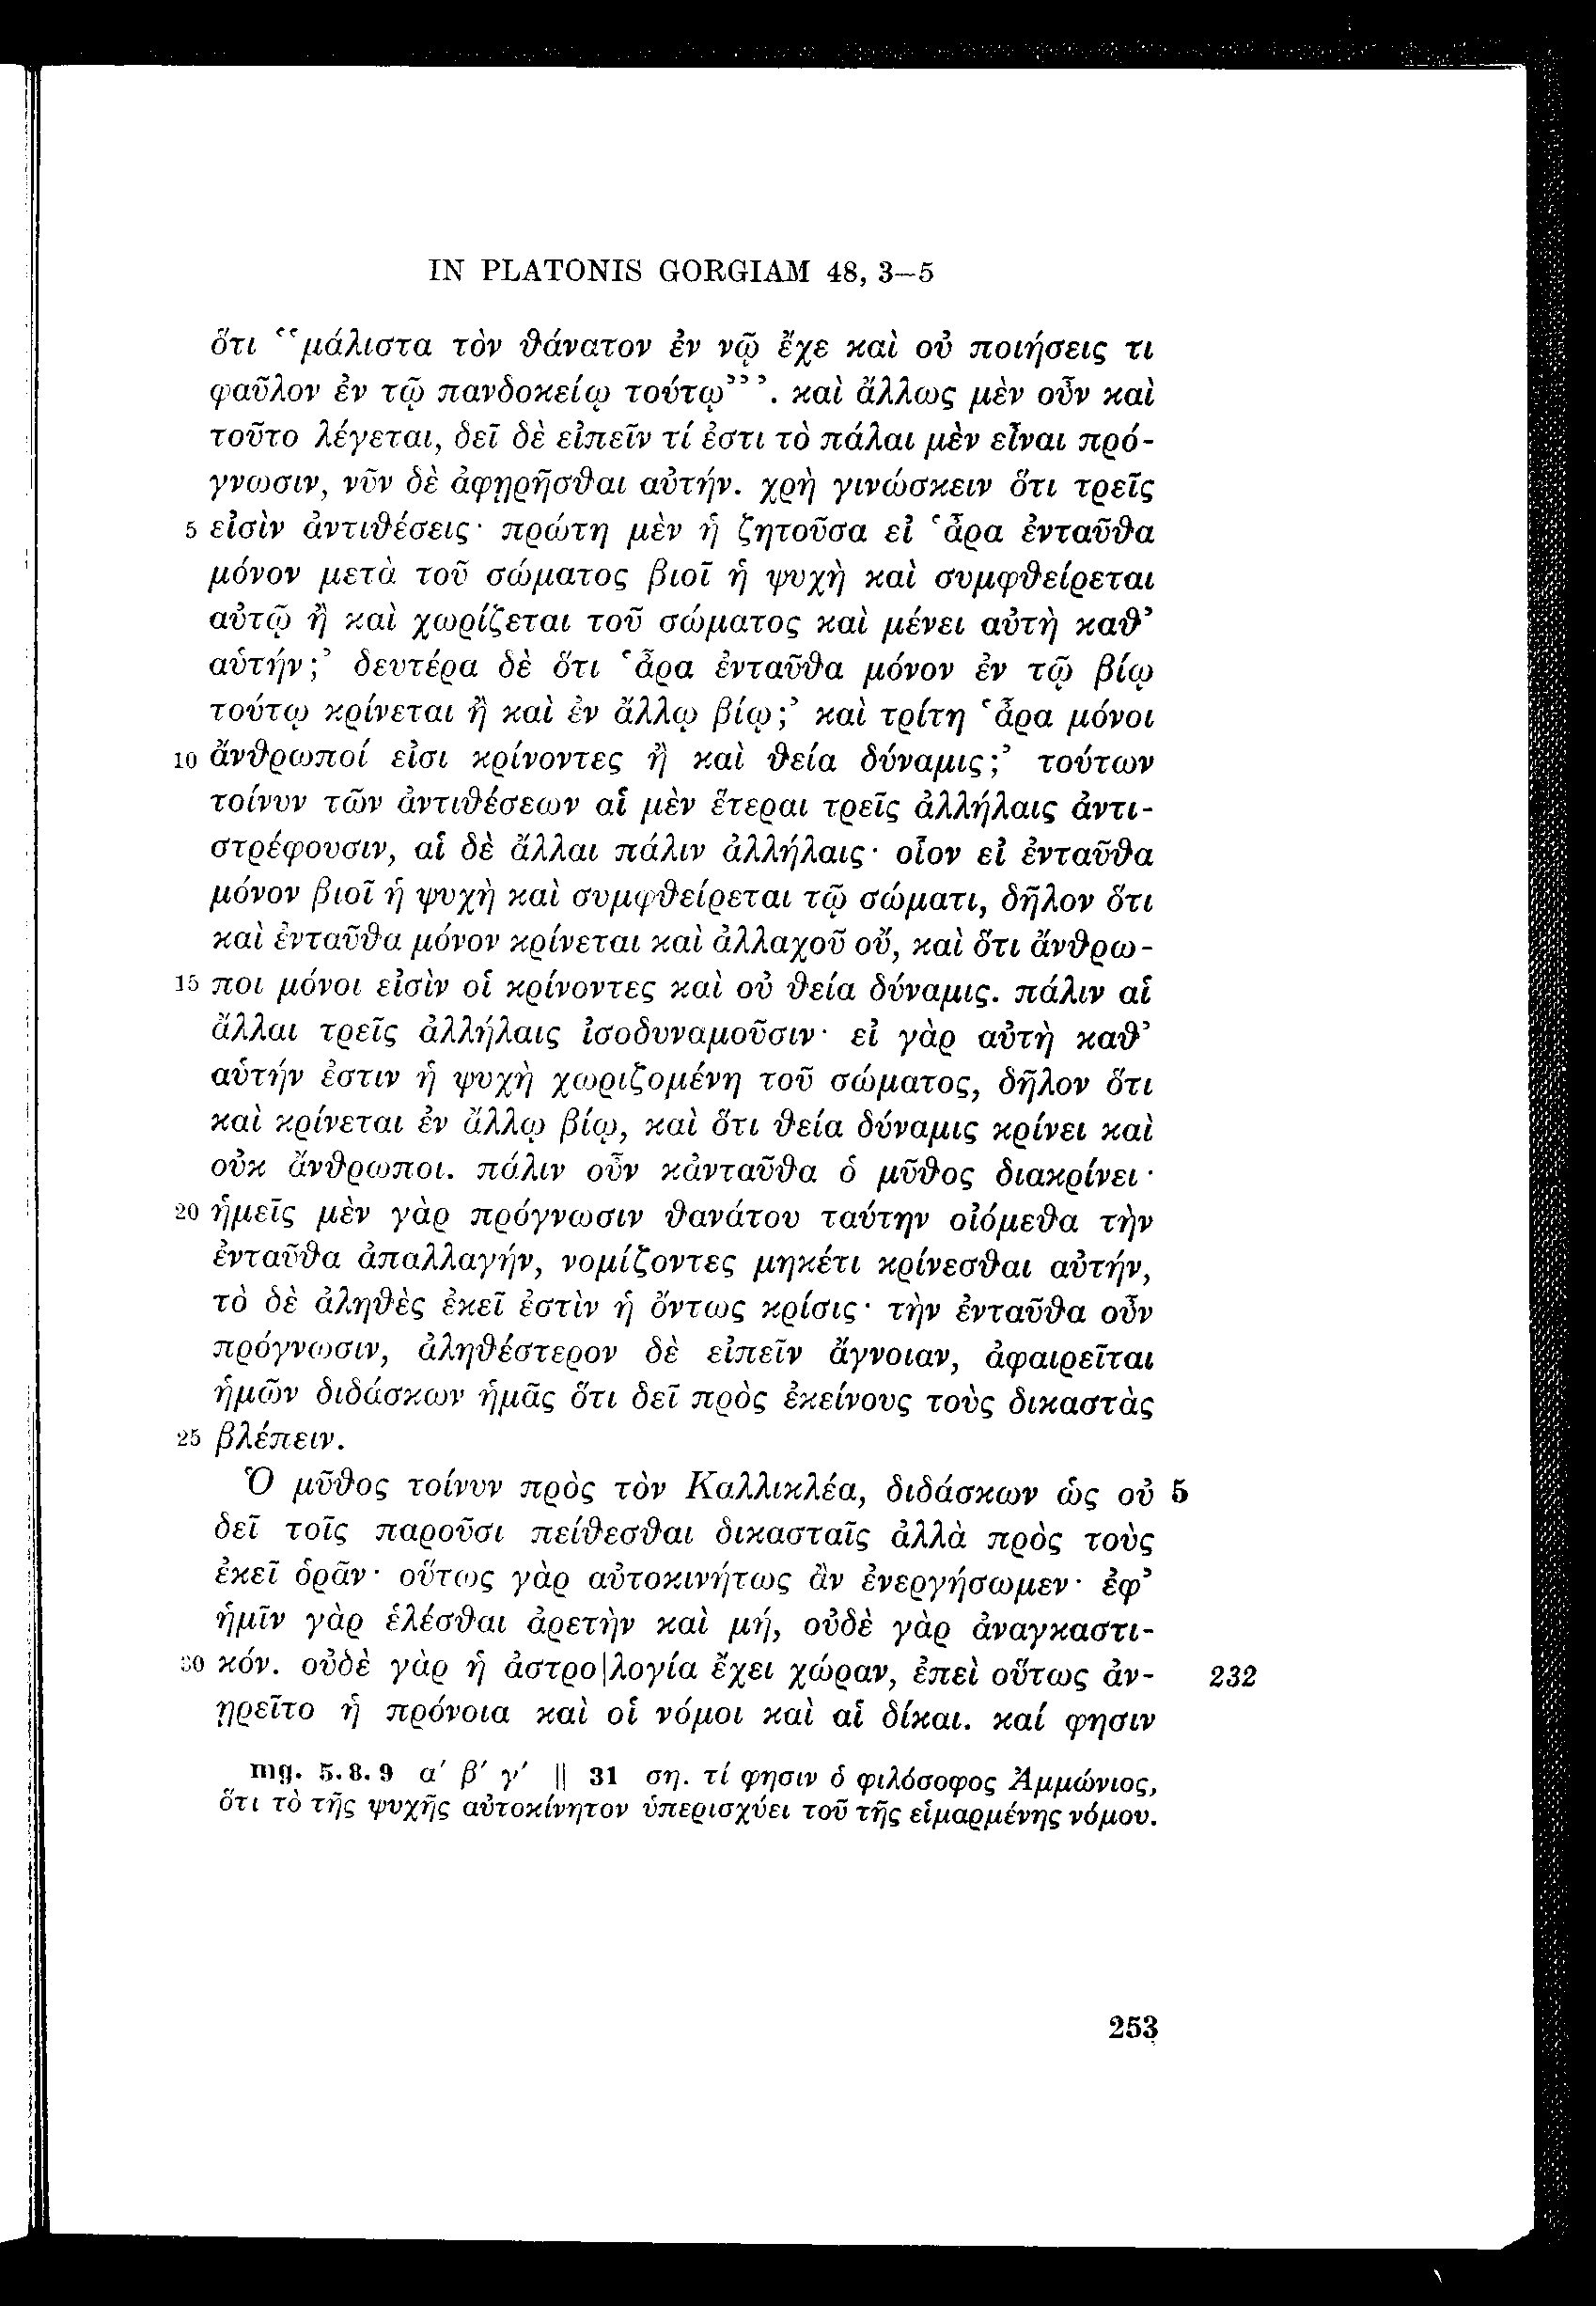 IN PLATONIS GORGIAM 48, 3–5
ὅτι “μάλιστα τὸν θάνατον ἐν νῷ ἔχε καὶ οὐ ποιήσεις τι
φαῦλον ἐν τῷ πανδοκείῳ τούτῳ”’. καὶ ἄλλως μὲν οὖν καὶ
τοῦτο λέγεται, δεῖ δὲ εἰπεῖν τί ἐστι τὸ πάλαι μὲν εἶναι πρό-
γνωσιν, νῦν δὲ ἀφῃρῆσθαι αὐτήν. χρὴ γινώσκειν ὅτι τρεῖς
5 εἰσὶν ἀντιθέσεις· πρώτη μὲν ἡ ζητοῦσα εἰ ‘ἆρα ἐνταῦθα
μόνον μετὰ τοῦ σώματος βιοῖ ἡ ψυχὴ καὶ συμφθείρεται
αὐτῷ ἢ καὶ χωρίζεται τοῦ σώματος καὶ μένει αὐτὴ καθ’
αὑτήν;’ δευτέρα δὲ ὅτι ‘ἆρα ἐνταῦθα μόνον ἐν τῷ βίῳ
τούτῳ κρίνεται ἢ καὶ ἐν ἄλλῳ βίῳ;’ καὶ τρίτη ‘ἆρα μόνοι
10 ἄνθρωποί εἰσι κρίνοντες ἢ καὶ θεία δύναμις;’ τούτων
τοίνυν τῶν ἀντιθέσεων αἱ μὲν ἕτεραι τρεῖς ἀλλήλαις ἀντι-
στρέφουσιν, αἱ δὲ ἄλλαι πάλιν ἀλλήλαις· οἷον εἰ ἐνταῦθα
μόνον βιοῖ ἡ ψυχὴ καὶ συμφθείρεται τῷ σώματι, δῆλον ὅτι
καὶ ἐνταῦθα μόνον κρίνεται καὶ ἀλλαχοῦ οὔ, καὶ ὅτι ἄνθρω-
15 ποι μόνοι εἰσὶν οἱ κρίνοντες καὶ οὐ θεία δύναμις. πάλιν αἱ
ἄλλαι τρεῖς ἀλλήλαις ἰσοδυναμοῦσιν· εἰ γὰρ αὐτὴ καθ’
αὑτήν ἐστιν ἡ ψυχὴ χωριζομένη τοῦ σώματος, δῆλον ὅτι
καὶ κρίνεται ἐν ἄλλῳ βίῳ, καὶ ὅτι θεία δύναμις κρίνει καὶ
οὐκ ἄνθρωποι. πάλιν οὖν κἀνταῦθα ὁ μῦθος διακρίνει·
20 ἡμεῖς μὲν γὰρ πρόγνωσιν θανάτου ταύτην οἰόμεθα τὴν
ἐνταῦθα ἀπαλλαγήν, νομίζοντες μηκέτι κρίνεσθαι αὐτήν,
τὸ δὲ ἀληθὲς ἐκεῖ ἐστὶν ἡ ὄντως κρίσις· τὴν ἐνταῦθα οὖν
πρόγνωσιν, ἀληθέστερον δὲ εἰπεῖν ἄγνοιαν, ἀφαιρεῖται
ἡμῶν διδάσκων ἡμᾶς ὅτι δεῖ πρὸς ἐκείνους τοὺς δικαστὰς
25 βλέπειν.
Ὁ μῦθος τοίνυν πρὸς τὸν Καλλικλέα, διδάσκων ὡς οὐ 5
δεῖ τοῖς παροῦσι πείθεσθαι δικασταῖς ἀλλὰ πρὸς τοὺς
ἐκεῖ ὁρᾶν· οὕτως γὰρ αὐτοκινήτως ἂν ἐνεργήσωμεν· ἐφ’
ἡμῖν γὰρ ἑλέσθαι ἀρετὴν καὶ μή, οὐδὲ γὰρ ἀναγκαστι-
30 κόν. οὐδὲ γὰρ ἡ ἀστρο|λογία ἔχει χώραν, ἐπεὶ οὕτως ἀν- 232
ῃρεῖτο ἡ πρόνοια καὶ οἱ νόμοι καὶ αἱ δίκαι. καί φησιν
mg. 5. 8. 9 α′ β′ γ′ || 31 ση. τί φησιν ὁ φιλόσοφος Ἀμμώνιος,
ὅτι τὸ τῆς ψυχῆς αὐτοκίνητον ὑπερισχύει τοῦ τῆς εἱμαρμένης νόμου.
253